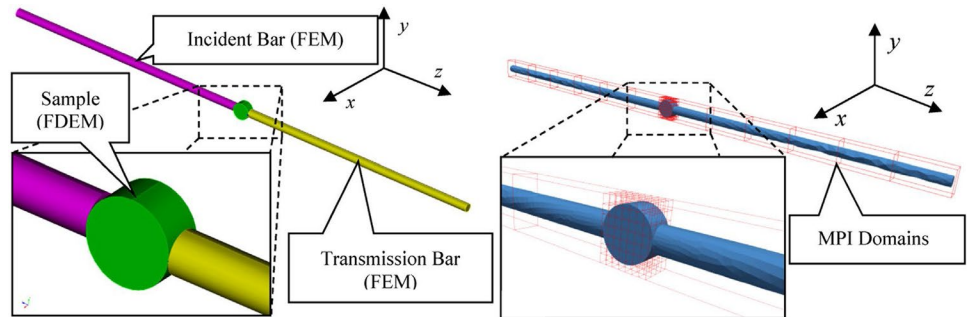 Incident Bar (FEM)
y
z
x
Sample
(FDEM)
Transmission Bar
(FEM)
y
z
x
MPI Domains